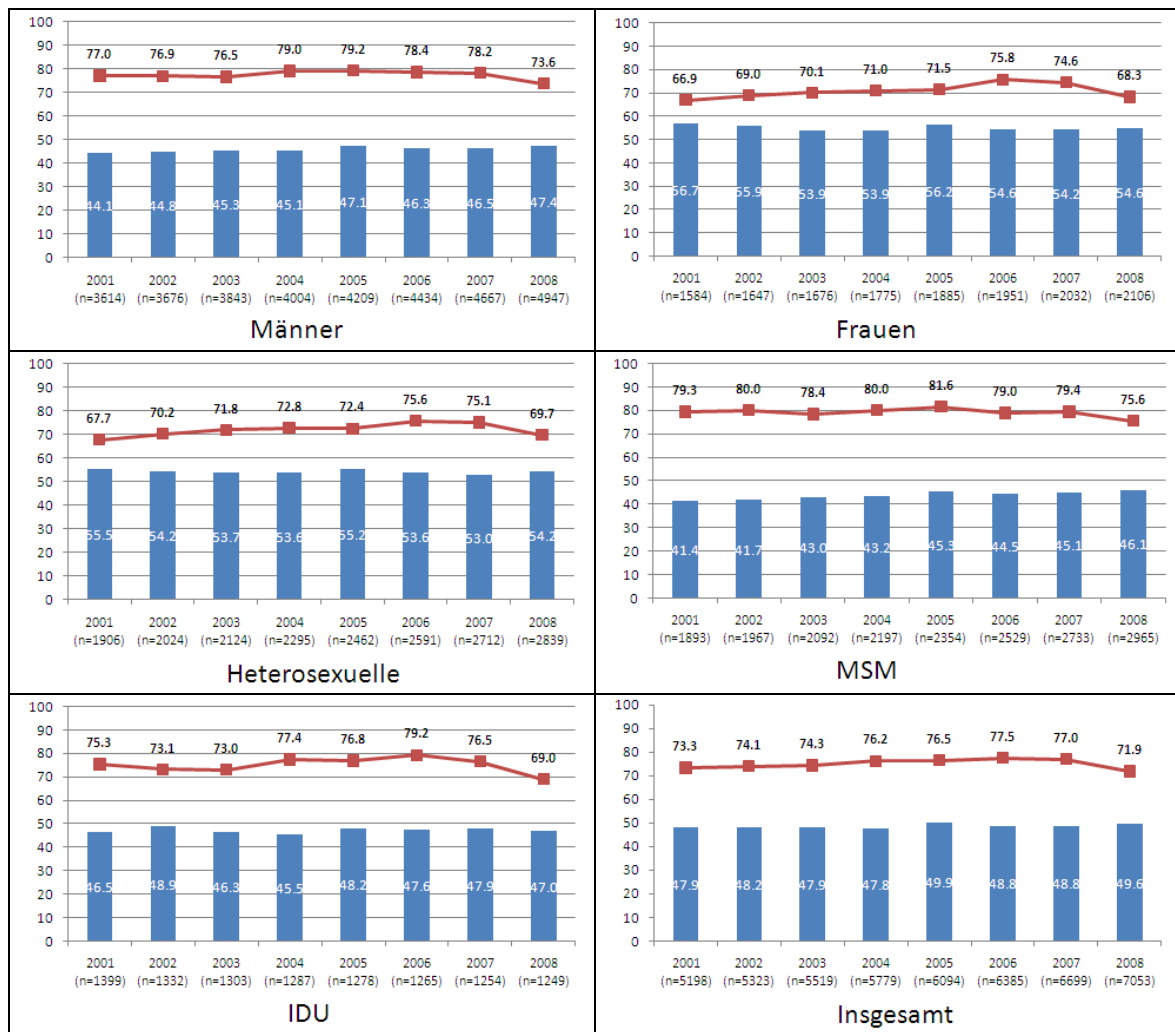 100
90
80
70
60
50
40
30
20
10
0
77.0 76.9 76.5 79.0 79.2 78.4 78.2 73.6
44.1 44.8 45.3 45.1 47.1 46.3 46.5 47.4
2001 2002 2003 2004 2005 2006 2007 2008
(n=3614) (n=3676) (n=3843) (n=4004) (n=4209) (n=4434) (n=4667) (n=4947)
Männer
100
90
80
70
60
50
40
30
20
10
0
66.9 69.0 70.1 71.0 71.5 75.8 74.6 68.3
56.7 55.9 53.9 53.9 56.2 54.6 54.2 54.6
2001 2002 2003 2004 2005 2006 2007 2008
(n=1584) (n=1647) (n=1676) (n=1775) (n=1885) (n=1951) (n=2032) (n=2106)
Frauen
100
90
80
70
60
50
40
30
20
10
0
67.7 70.2 71.8 72.8 72.4 75.6 75.1 69.7
55.5 54.2 53.7 53.6 55.2 53.6 53.0 54.2
2001 2002 2003 2004 2005 2006 2007 2008
(n=1906) (n=2024) (n=2124) (n=2295) (n=2462) (n=2591) (n=2712) (n=2839)
Heterosexuelle
100
90
80
70
60
50
40
30
20
10
0
79.3 80.0 78.4 80.0 81.6 79.0 79.4 75.6
41.4 41.7 43.0 43.2 45.3 44.5 45.1 46.1
2001 2002 2003 2004 2005 2006 2007 2008
(n=1893) (n=1967) (n=2092) (n=2197) (n=2354) (n=2529) (n=2733) (n=2965)
MSM
100
90
80
70
60
50
40
30
20
10
0
75.3 73.1 73.0 77.4 76.8 79.2 76.5 69.0
46.5 48.9 46.3 45.5 48.2 47.6 47.9 47.0
2001 2002 2003 2004 2005 2006 2007 2008
(n=1399) (n=1332) (n=1303) (n=1287) (n=1278) (n=1265) (n=1254) (n=1249)
IDU
100
90
80
70
60
50
40
30
20
10
0
73.3 74.1 74.3 76.2 76.5 77.5 77.0 71.9
47.9 48.2 47.9 47.8 49.9 48.8 48.8 49.6
2001 2002 2003 2004 2005 2006 2007 2008
(n=5198) (n=5323) (n=5519) (n=5779) (n=6094) (n=6385) (n=6699) (n=7053)
Insgesamt